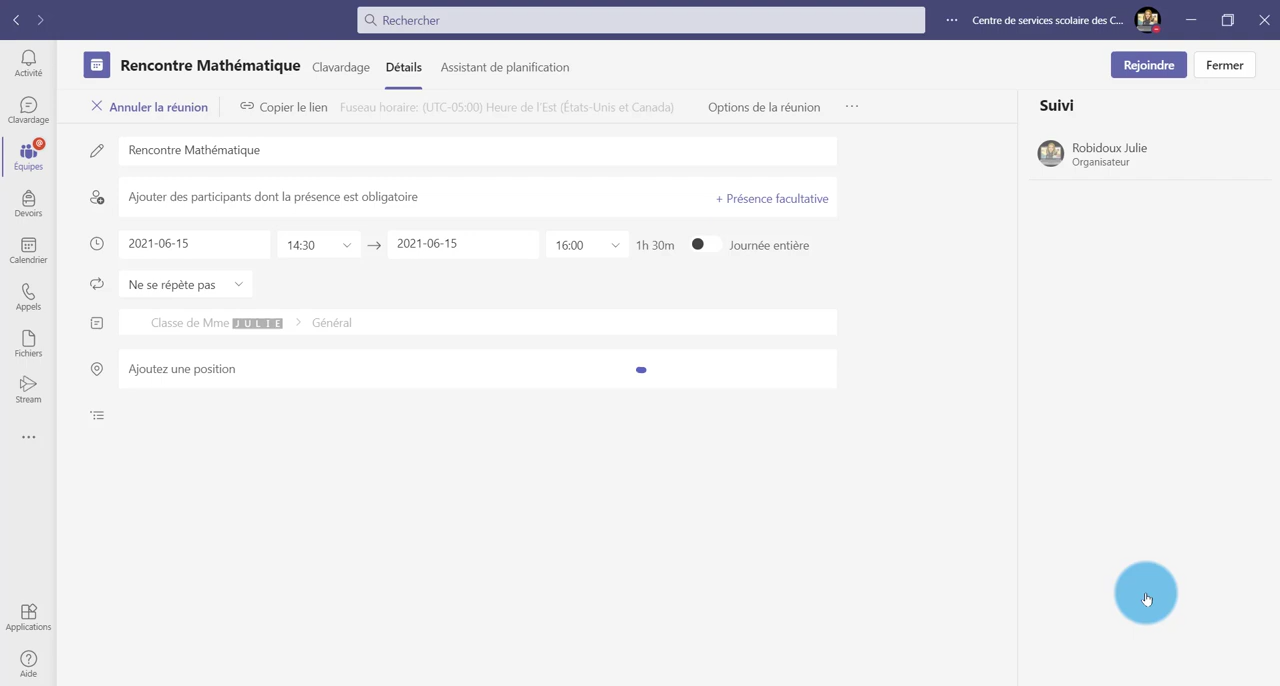 Rechercher
Centre de services scolaire des C...
Activité
Clavardage
Équipes
Devoirs
Calendrier
Appels
Fichiers
Stream
Applications
Aide
Rencontre Mathématique Clavardage Détails Assistant de planification
Rejoindre Fermer
Annuler la réunion Copier le lien Fuseau horaire: (UTC-05:00) Heure de l'Est (États-Unis et Canada) Options de la réunion
Rencontre Mathématique
Ajouter des participants dont la présence est obligatoire + Présence facultative
2021-06-15 14:30 → 2021-06-15 16:00 1h 30m Journée entière
Ne se répète pas
Classe de Mme JULIE > Général
Ajoutez une position
Suivi
Robidoux Julie
Organisateur